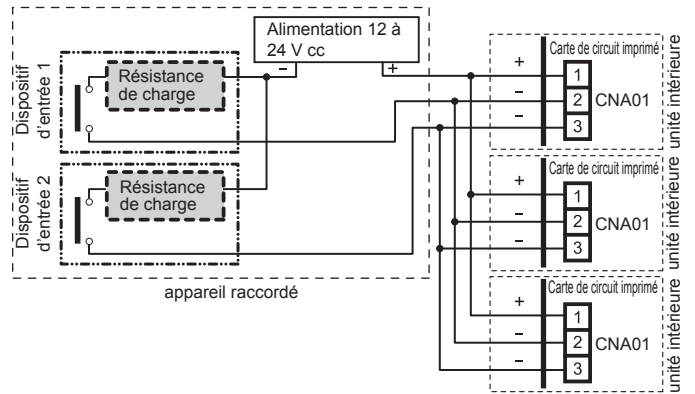 Alimentation 12 à
24 V cc
–
+
Dispositif
d'entrée 1
Résistance
de charge
Dispositif
d'entrée 2
Résistance
de charge
appareil raccordé
Carte de circuit imprimé
+
–
–
1
2
3
CNA01
unité intérieure
Carte de circuit imprimé
+
–
–
1
2
3
CNA01
unité intérieure
Carte de circuit imprimé
+
–
–
1
2
3
CNA01
unité intérieure